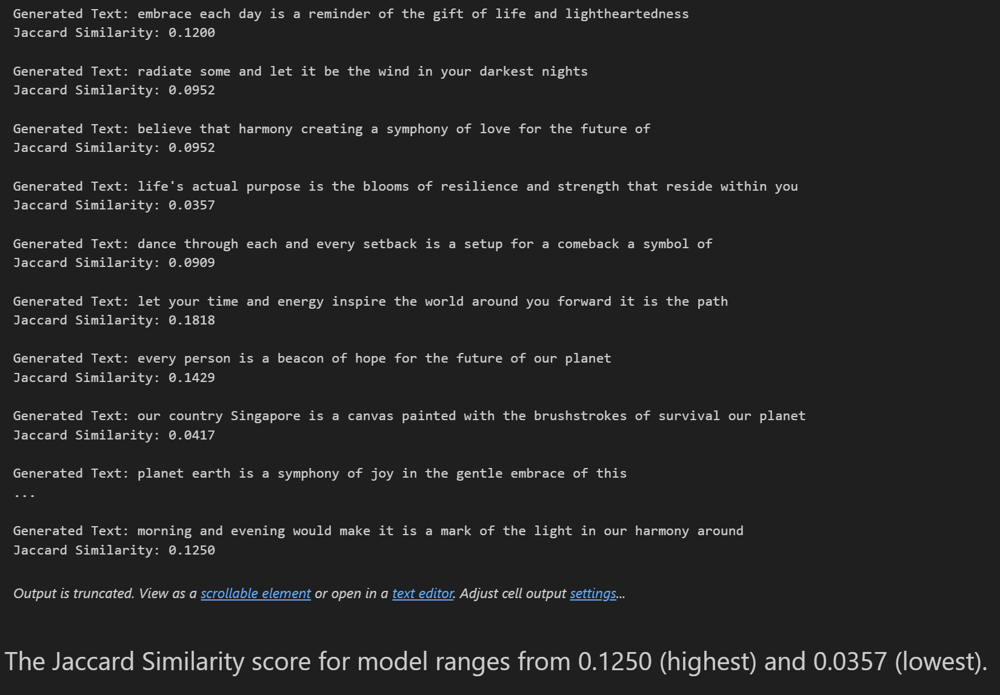 Generated Text: embrace each day is a reminder of the gift of life and lightheartedness
Jaccard Similarity: 0.1200
Generated Text: radiate some and let it be the wind in your darkest nights
Jaccard Similarity: 0.0952
Generated Text: believe that harmony creating a symphony of love for the future of
Jaccard Similarity: 0.0952
Generated Text: life's actual purpose is the blooms of resilience and strength that reside within you
Jaccard Similarity: 0.0357
Generated Text: dance through each and every setback is a setup for a comeback a symbol of
Jaccard Similarity: 0.0909
Generated Text: let your time and energy inspire the world around you forward it is the path
Jaccard Similarity: 0.1818
Generated Text: every person is a beacon of hope for the future of our planet
Jaccard Similarity: 0.1429
Generated Text: our country Singapore is a canvas painted with the brushstrokes of survival our planet
Jaccard Similarity: 0.0417
Generated Text: planet earth is a symphony of joy in the gentle embrace of this
...
Generated Text: morning and evening would make it is a mark of the light in our harmony around
Jaccard Similarity: 0.1250
Output is truncated. View as a scrollable element or open in a text editor. Adjust cell output settings...
The Jaccard Similarity score for model ranges from 0.1250 (highest) and 0.0357 (lowest).